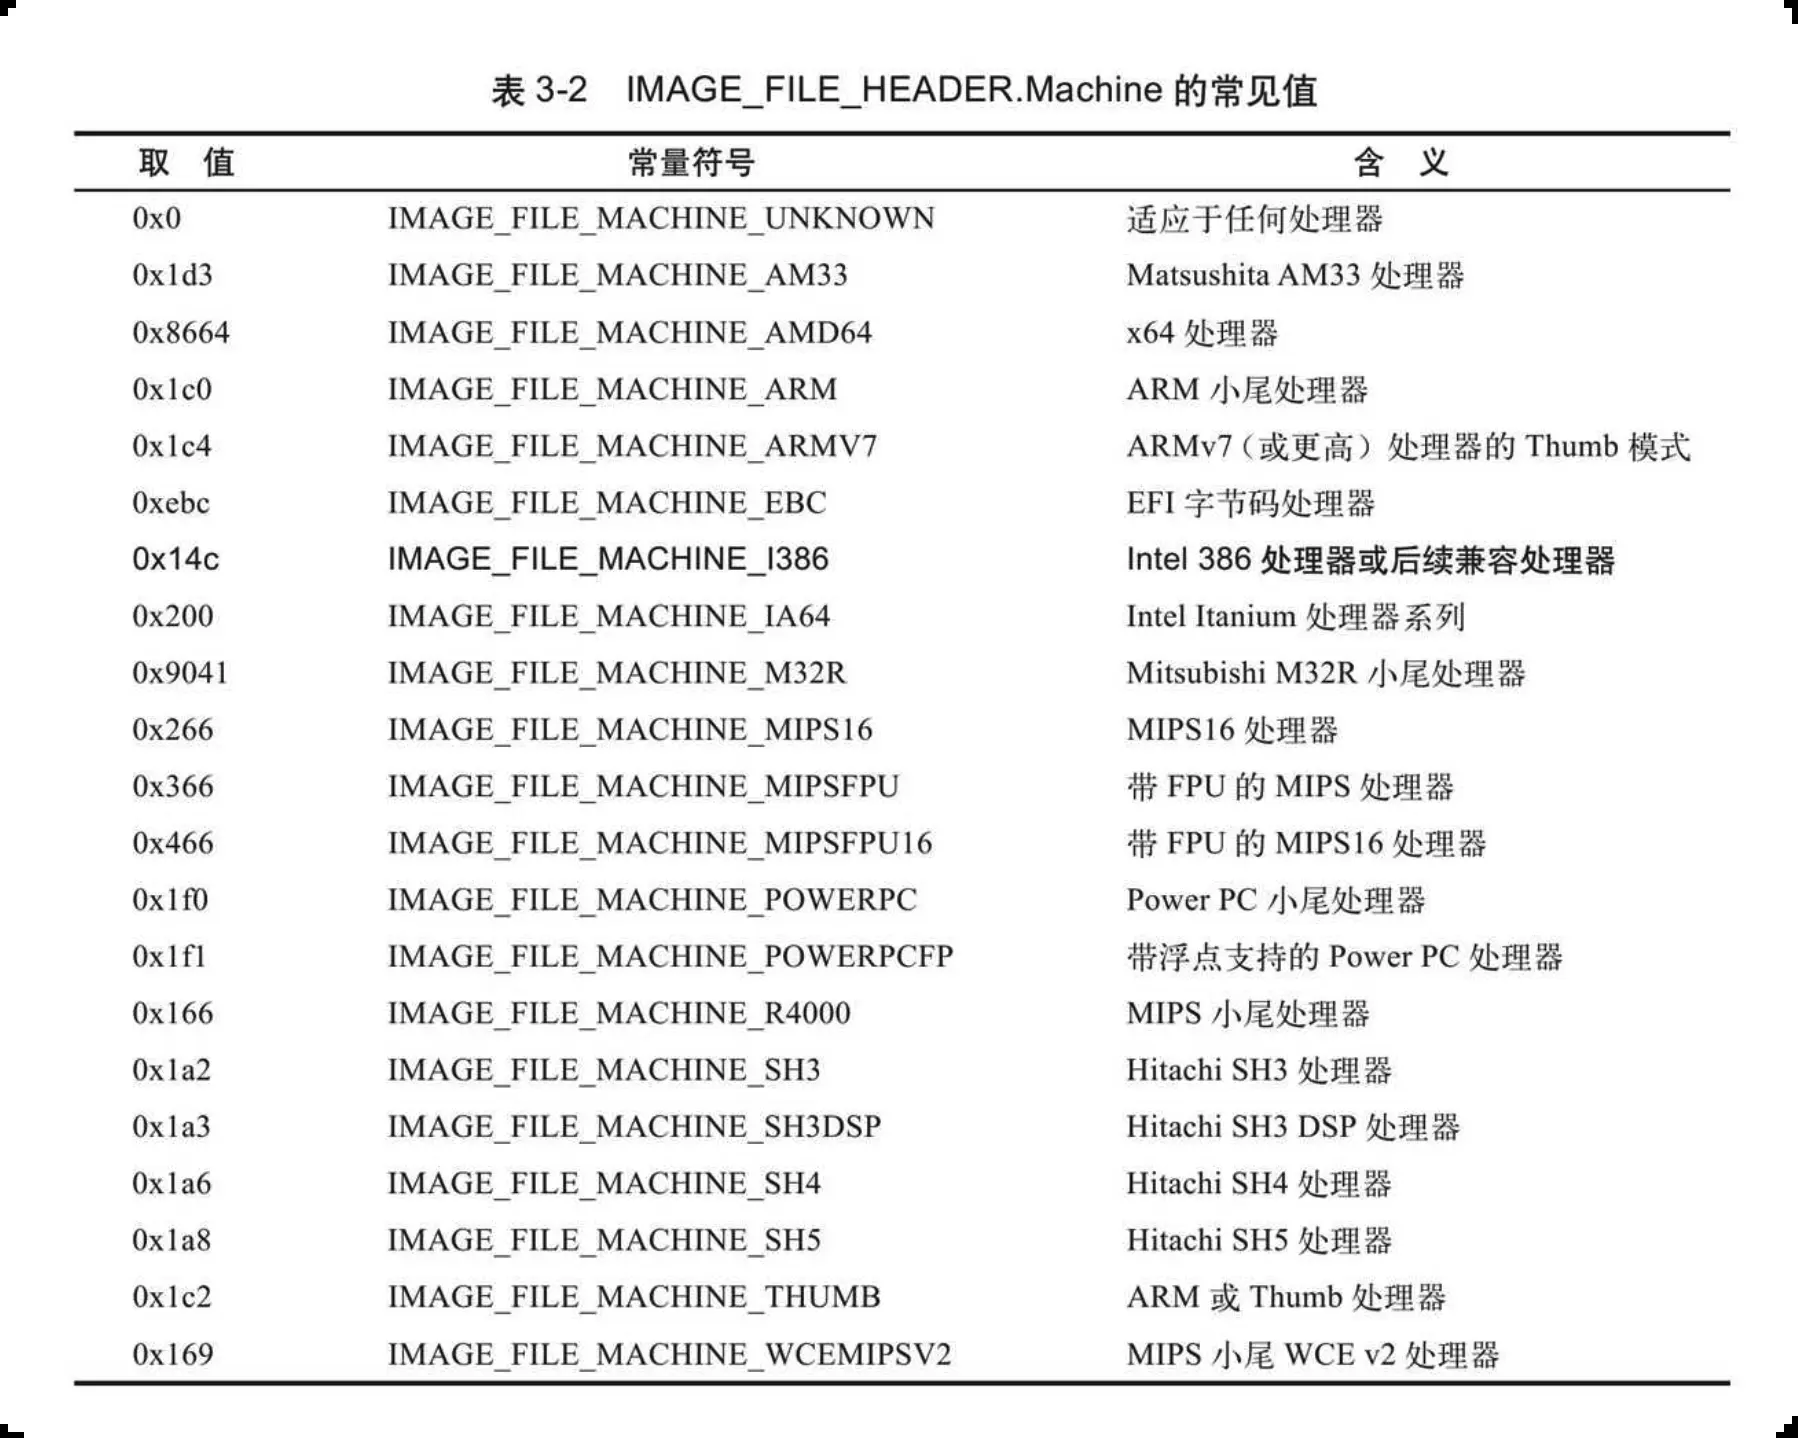 表 3-2 IMAGE_FILE_HEADER.Machine 的常见值
取 值 常量符号 含 义
0x0 IMAGE_FILE_MACHINE_UNKNOWN 适应于任何处理器
0x1d3 IMAGE_FILE_MACHINE_AM33 Matsushita AM33 处理器
0x8664 IMAGE_FILE_MACHINE_AMD64 x64 处理器
0x1c0 IMAGE_FILE_MACHINE_ARM ARM 小尾处理器
0x1c4 IMAGE_FILE_MACHINE_ARMV7 ARMv7（或更高）处理器的 Thumb 模式
0xebc IMAGE_FILE_MACHINE_EBC EFI 字节码处理器
0x14c IMAGE_FILE_MACHINE_I386 Intel 386 处理器或后续兼容处理器
0x200 IMAGE_FILE_MACHINE_IA64 Intel Itanium 处理器系列
0x9041 IMAGE_FILE_MACHINE_M32R Mitsubishi M32R 小尾处理器
0x266 IMAGE_FILE_MACHINE_MIPS16 MIPS16 处理器
0x366 IMAGE_FILE_MACHINE_MIPSFPU 带 FPU 的 MIPS 处理器
0x466 IMAGE_FILE_MACHINE_MIPSFPU16 带 FPU 的 MIPS16 处理器
0x1f0 IMAGE_FILE_MACHINE_POWERPC Power PC 小尾处理器
0x1f1 IMAGE_FILE_MACHINE_POWERPCFP 带浮点支持的 Power PC 处理器
0x166 IMAGE_FILE_MACHINE_R4000 MIPS 小尾处理器
0x1a2 IMAGE_FILE_MACHINE_SH3 Hitachi SH3 处理器
0x1a3 IMAGE_FILE_MACHINE_SH3DSP Hitachi SH3 DSP 处理器
0x1a6 IMAGE_FILE_MACHINE_SH4 Hitachi SH4 处理器
0x1a8 IMAGE_FILE_MACHINE_SH5 Hitachi SH5 处理器
0x1c2 IMAGE_FILE_MACHINE_THUMB ARM 或 Thumb 处理器
0x169 IMAGE_FILE_MACHINE_WCEMIPSV2 MIPS 小尾 WCE v2 处理器